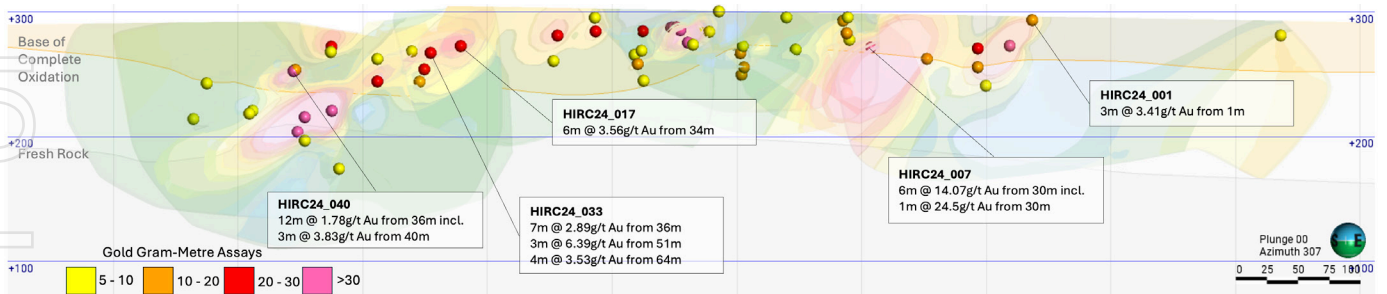 +300
+300
Base of
Complete
Oxidation
+200
+200
Fresh Rock
+100
HIRC24_017
6m @ 3.56g/t Au from 34m
HIRC24_001
3m @ 3.41g/t Au from 1m
HIRC24_007
6m @ 14.07g/t Au from 30m incl.
1m @ 24.5g/t Au from 30m
HIRC24_040
12m @ 1.78g/t Au from 36m incl.
3m @ 3.83g/t Au from 40m
HIRC24_033
7m @ 2.89g/t Au from 36m
3m @ 6.39g/t Au from 51m
4m @ 3.53g/t Au from 64m
Gold Gram-Metre Assays
5 - 10
10 - 20
20 - 30
>30
Plunge 00
Azimuth 307
0 25 50 75